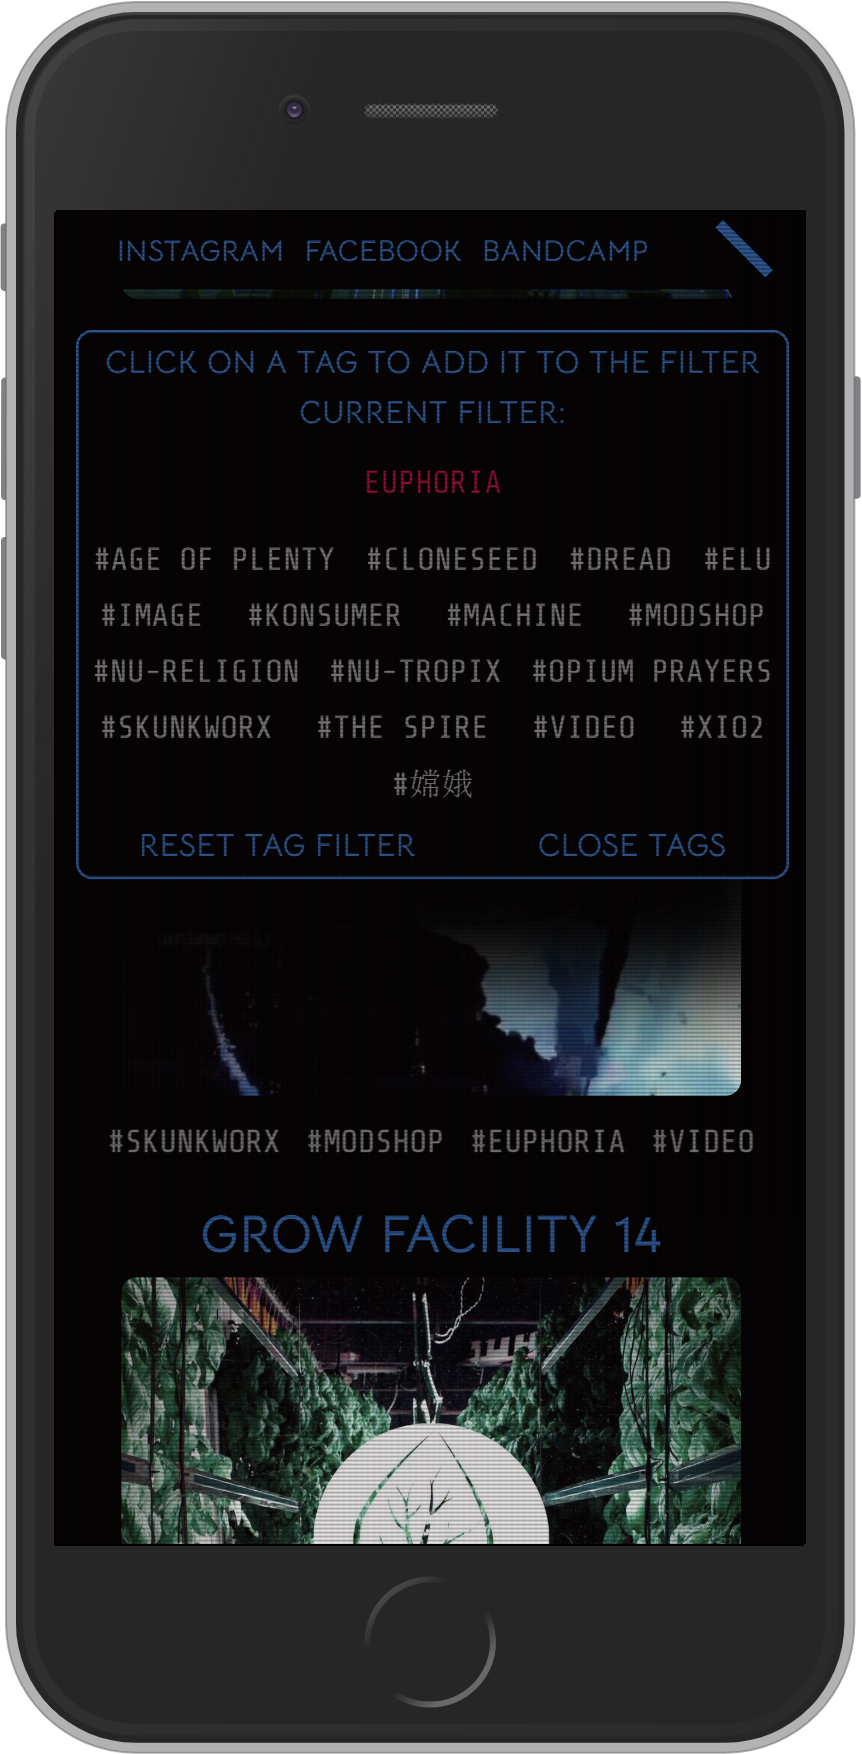 INSTAGRAM FACEBOOK BANDCAMP
CLICK ON A TAG TO ADD IT TO THE FILTER
CURRENT FILTER:
EUPHORIA
#AGE OF PLENTY #CLONESEED #DREAD #ELU
#IMAGE #KONSUMER #MACHINE #MODSHOP
#NU-RELIGION #NU-TROPIX #OPIUM PRAYERS
#SKUNKWORX #THE SPIRE #VIDEO #XIO2
#嫦娥
RESET TAG FILTER CLOSE TAGS
#SKUNKWORX #MODSHOP #EUPHORIA #VIDEO
GROW FACILITY 14